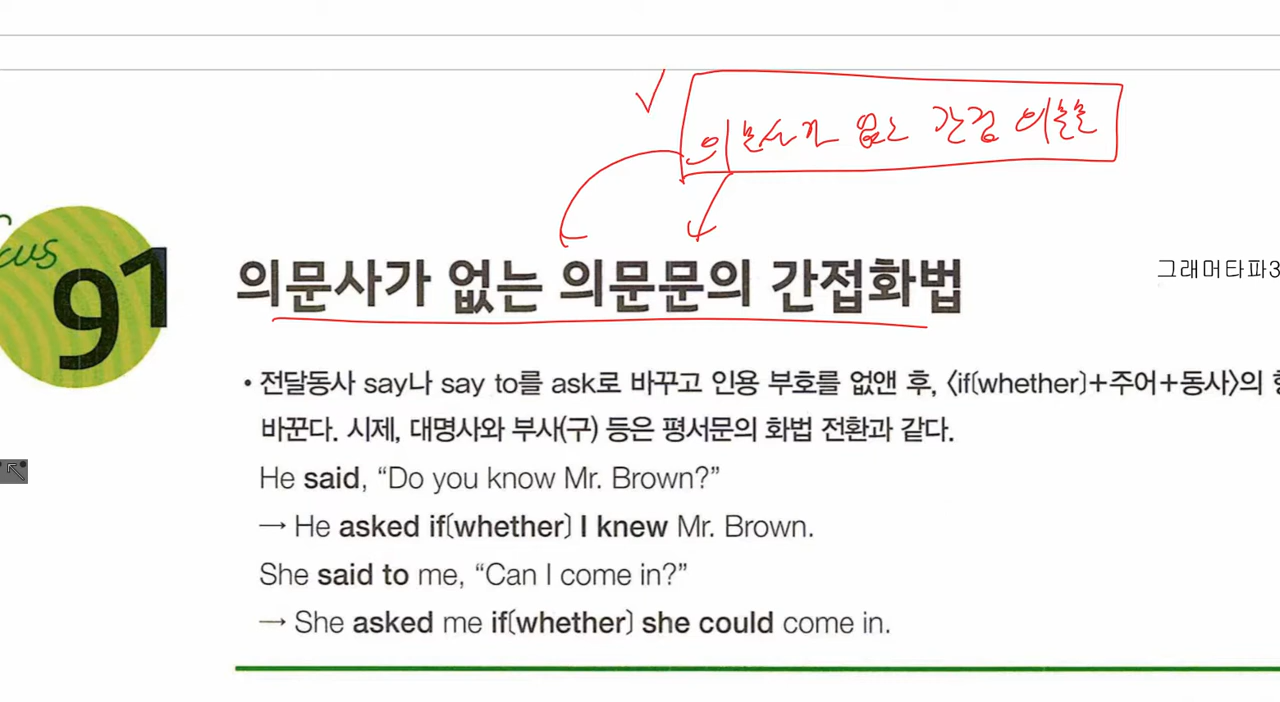 의문사가 없는 간접 의문문
cus
91
의문사가 없는 의문문의 간접화법
그래머타파3
• 전달동사 say나 say to를 ask로 바꾸고 인용 부호를 없앤 후, 〈if(whether)+주어+동사〉의
바꾼다. 시제, 대명사와 부사(구) 등은 평서문의 화법 전환과 같다.
He said, “Do you know Mr. Brown?”
→ He asked if(whether) I knew Mr. Brown.
She said to me, “Can I come in?”
→ She asked me if(whether) she could come in.